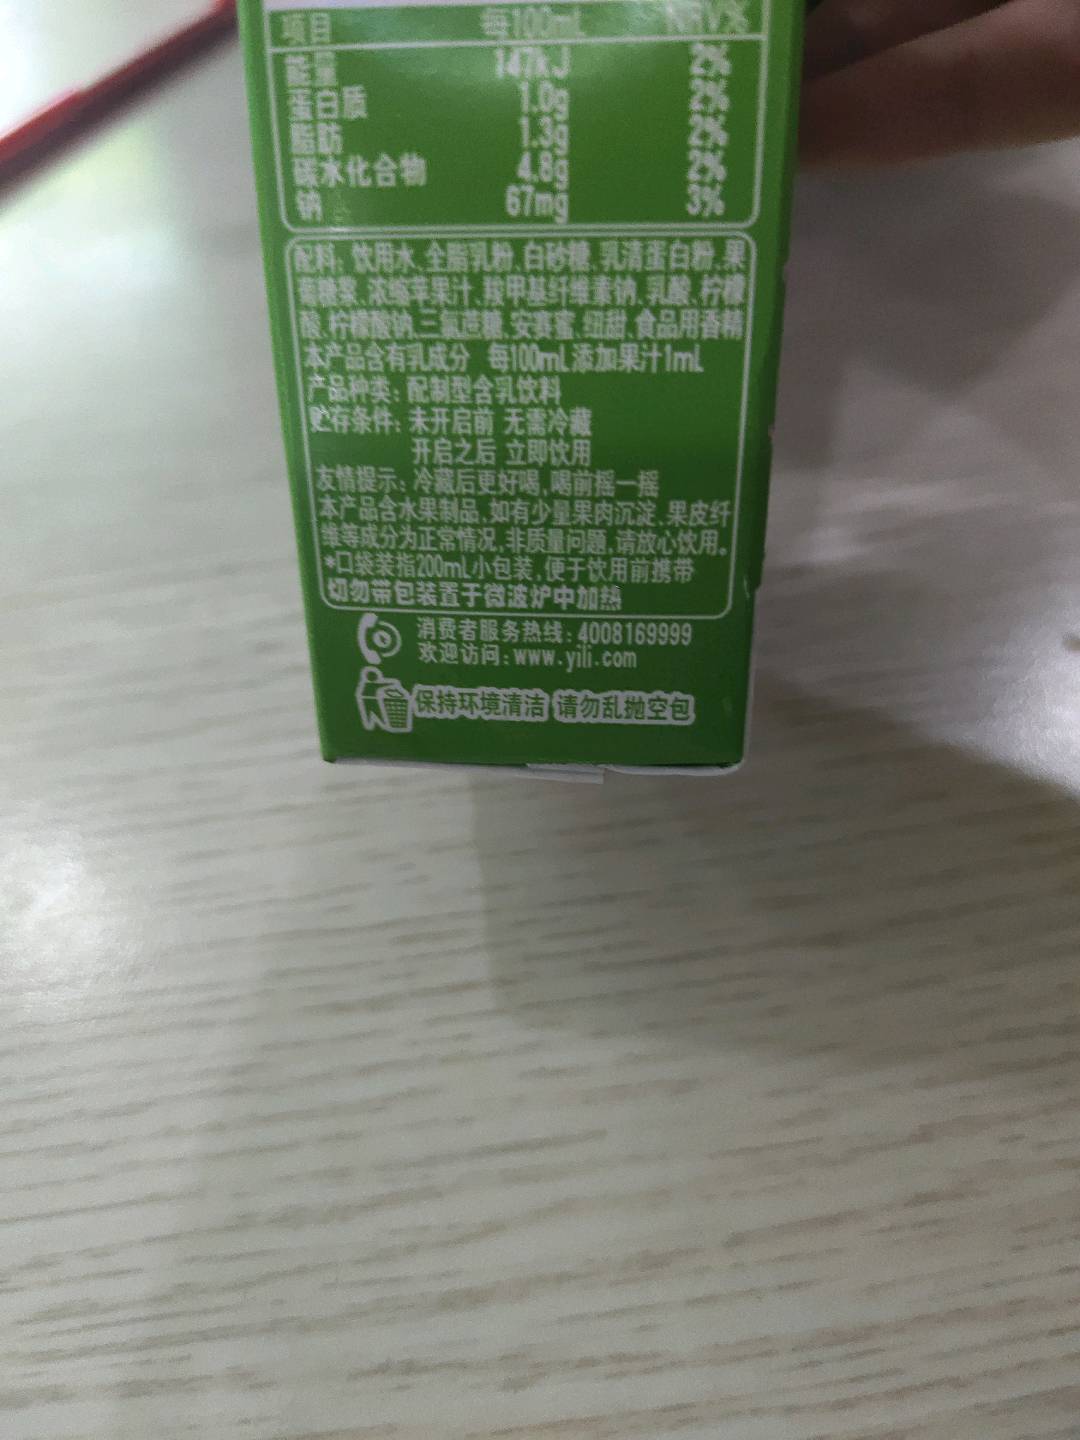 项目 每100mL NRV%
能量 147kJ 2%
蛋白质 1.0g 2%
脂肪 1.3g 2%
碳水化合物 4.8g 2%
钠 67mg 3%
配料:饮用水、全脂乳粉、白砂糖、乳清蛋白粉、果
葡糖浆、浓缩苹果汁、羧甲基纤维素钠、乳酸、柠檬
酸、柠檬酸钠、三氯蔗糖、安赛蜜、纽甜、食品用香精
本产品含有乳成分 每100mL添加果汁1mL
产品种类:配制型含乳饮料
贮存条件:未开启前 无需冷藏
开启之后 立即饮用
友情提示:冷藏后更好喝,喝前摇一摇
本产品含水果制品,如有少量果肉沉淀、果皮纤
维等成分为正常情况,非质量问题,请放心饮用。
*口袋装指200mL小包装,便于饮用前携带
切勿带包装置于微波炉中加热
消费者服务热线:4008169999
欢迎访问:www.yili.com
保持环境清洁 请勿乱抛空包